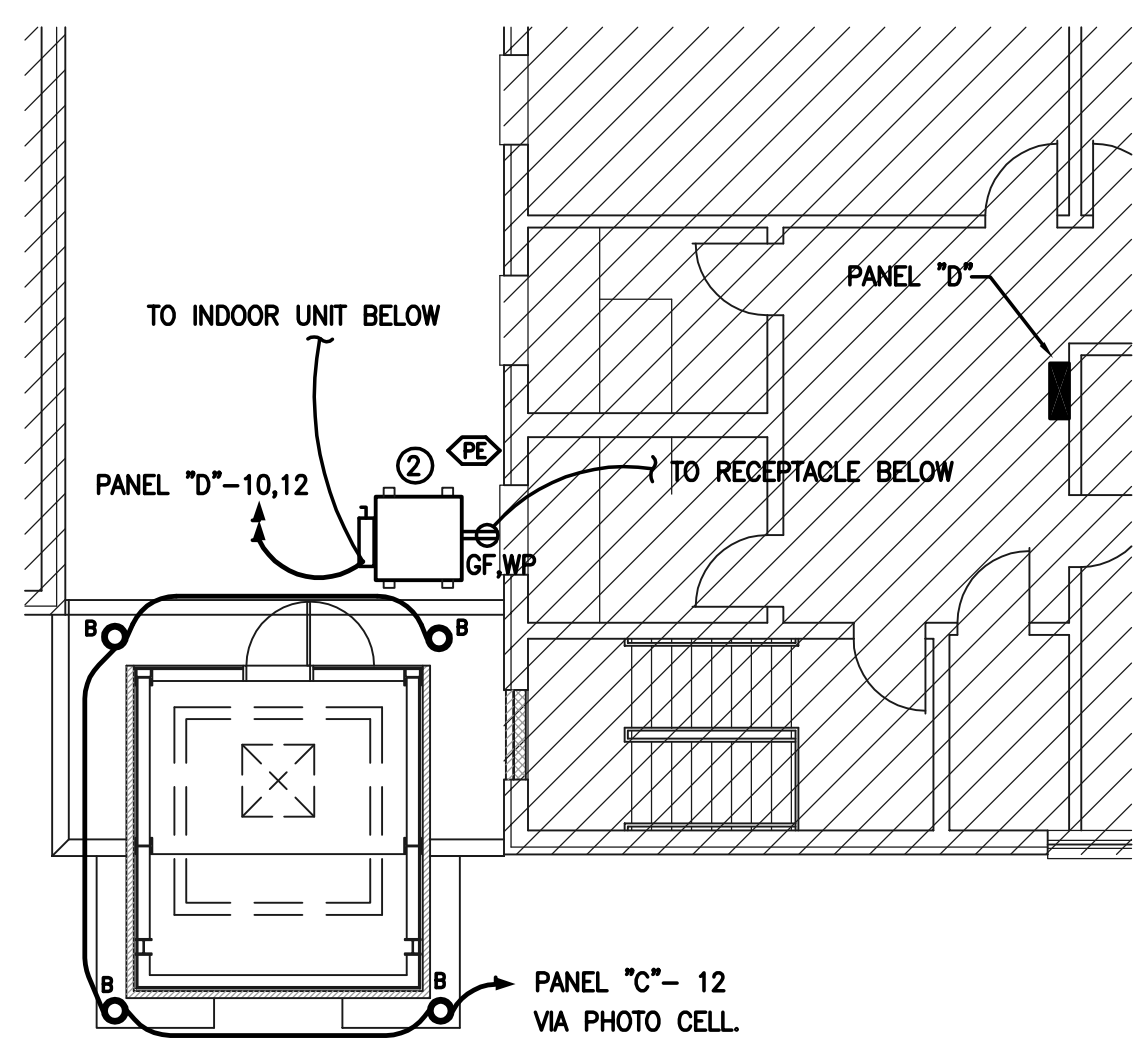 PANEL "D"
TO INDOOR UNIT BELOW
PE
2
TO RECEPTACLE BELOW
PANEL "D"-10,12
GF,WP
B
B
B
B
PANEL "C"- 12
VIA PHOTO CELL.